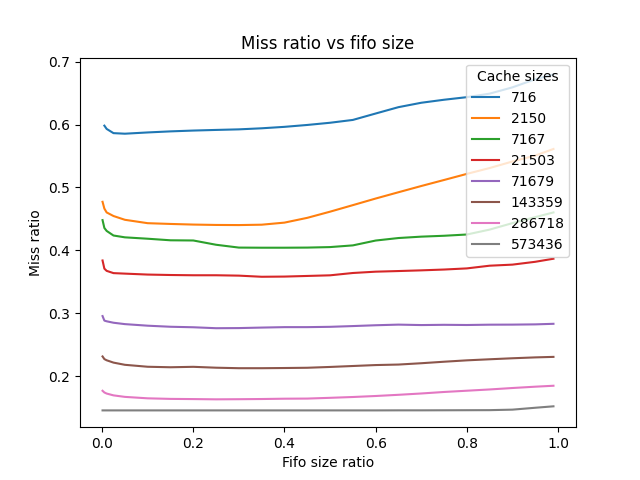 Miss ratio vs fifo size
Miss ratio
0.7
0.6
0.5
0.4
0.3
0.2
Cache sizes
716
2150
7167
21503
71679
143359
286718
573436
0.0 0.2 0.4 0.6 0.8 1.0
Fifo size ratio